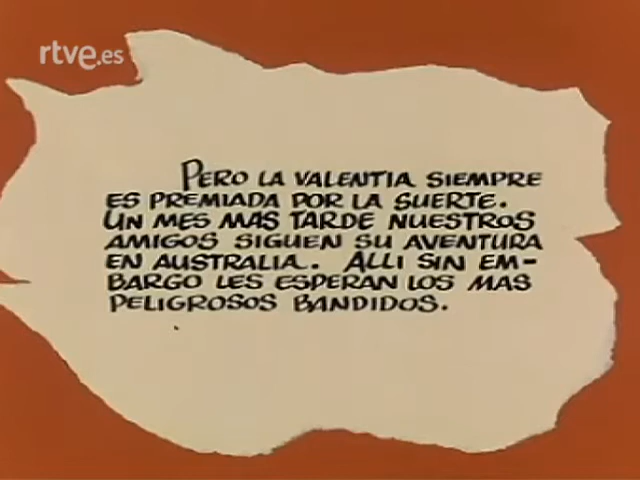 rtve.es
PERO LA VALENTIA SIEMPRE
ES PREMIADA POR LA SUERTE.
UN MES MAS TARDE NUESTROS
AMIGOS SIGUEN SU AVENTURA
EN AUSTRALIA. ALLI SIN EM-
BARGO LES ESPERAN LOS MAS
PELIGROSOS BANDIDOS.